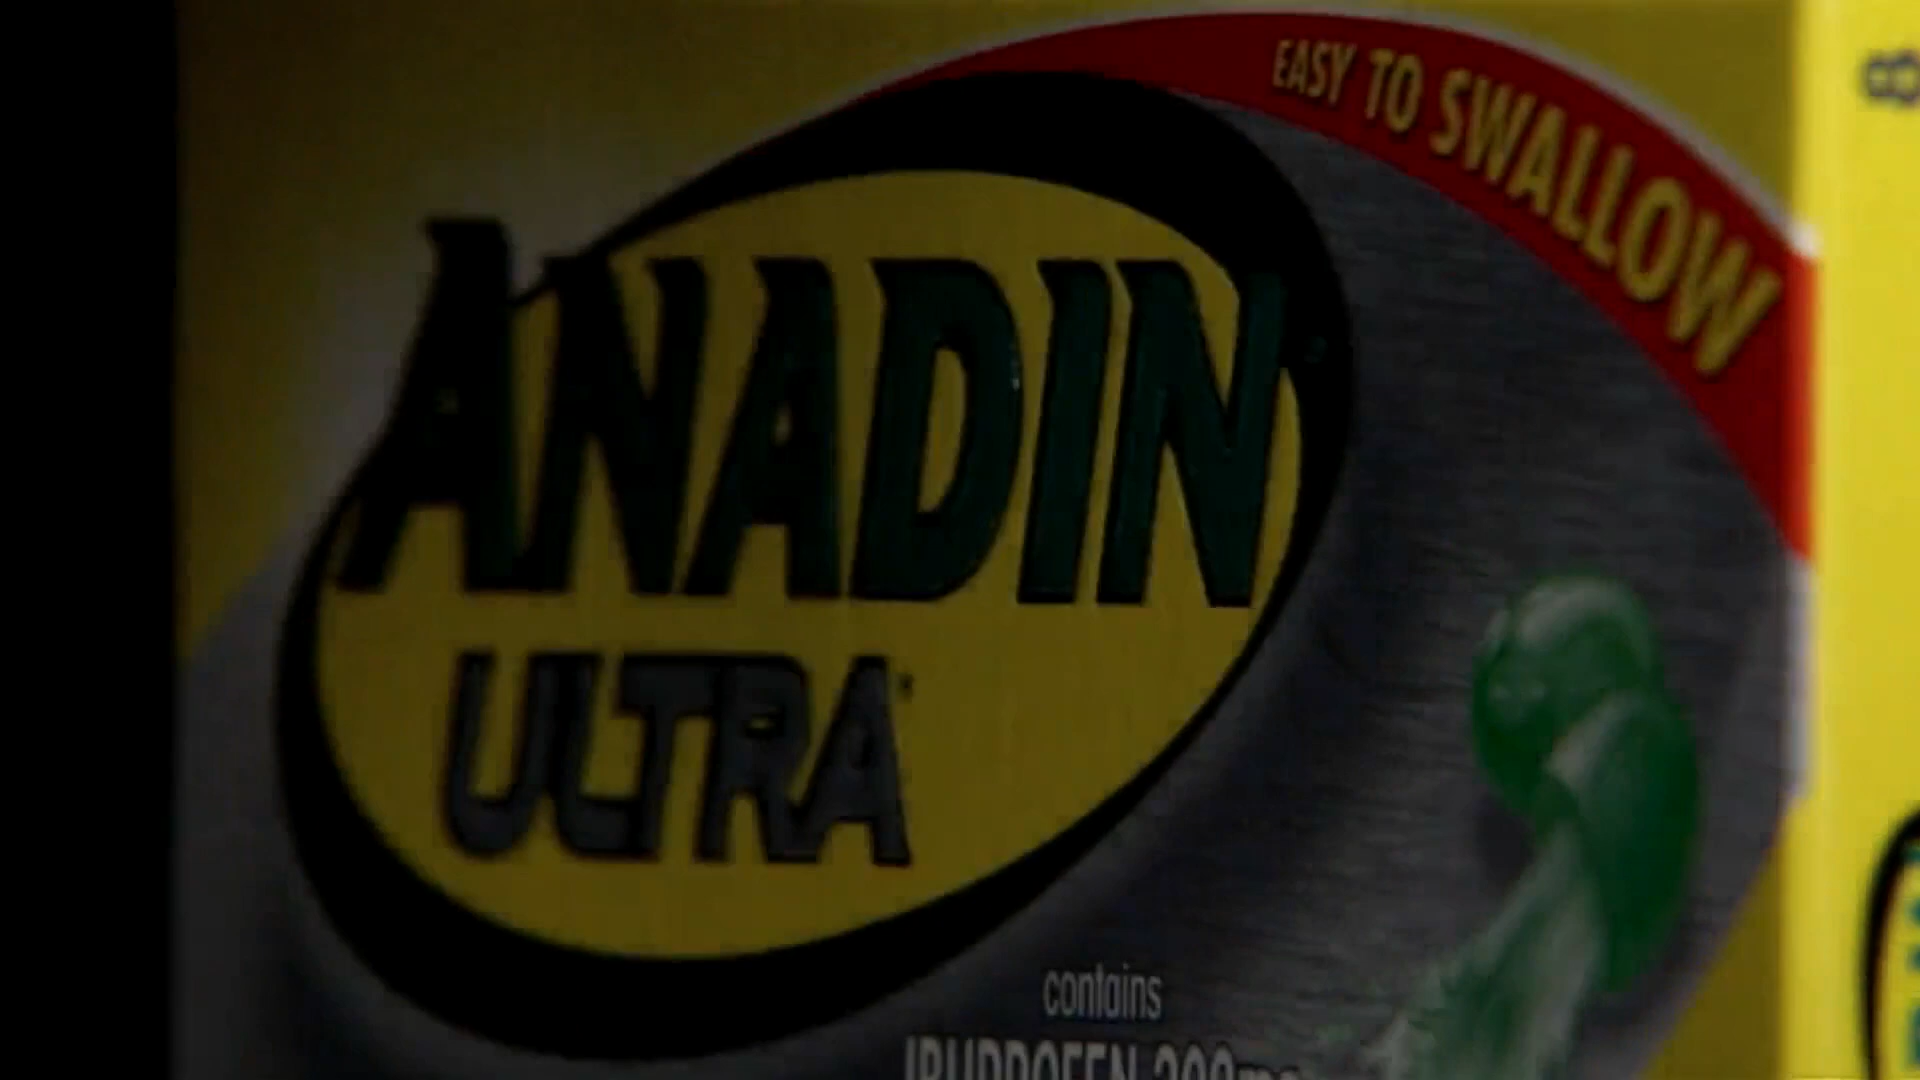 EASY TO SWALLOW
ANADIN
ULTRA
contains
IBUPROFEN 200mg